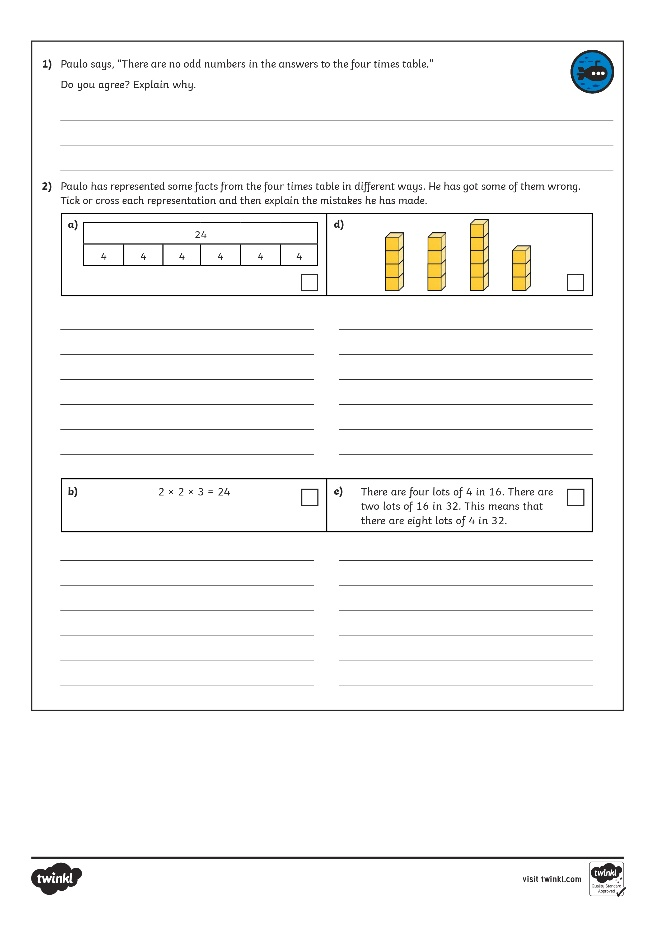 1) Paulo says, “There are no odd numbers in the answers to the four times table.”
Do you agree? Explain why.
2) Paulo has represented some facts from the four times table in different ways. He has got some of them wrong.
Tick or cross each representation and then explain the mistakes he has made.
a)
24
4 4 4 4 4 4
d)
b) 2 × 2 × 3 = 24
e) There are four lots of 4 in 16. There are
two lots of 16 in 32. This means that
there are eight lots of 4 in 32.
twinkl
visit twinkl.com
twinkl
Quality Standard
Approved